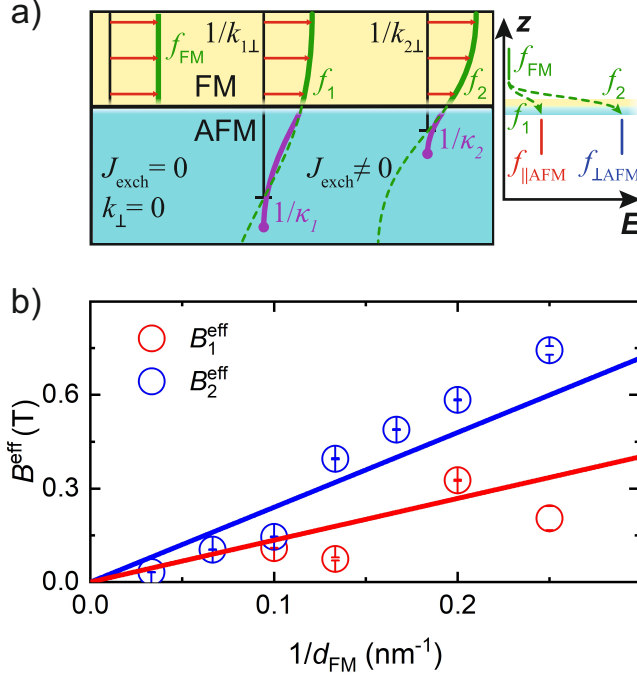 a)
1/k1⊥
1/k2⊥
z
fFM
FM
f1
f2
fFM
AFM
f1
f2
1/κ2
Jexch = 0
Jexch ≠ 0
f∥AFM
f⊥AFM
k⊥ = 0
1/κ1
E
b)
B1eff
B2eff
0.6
0.3
0.0
Beff (T)
0.0
0.1
0.2
1/dFM (nm-1)